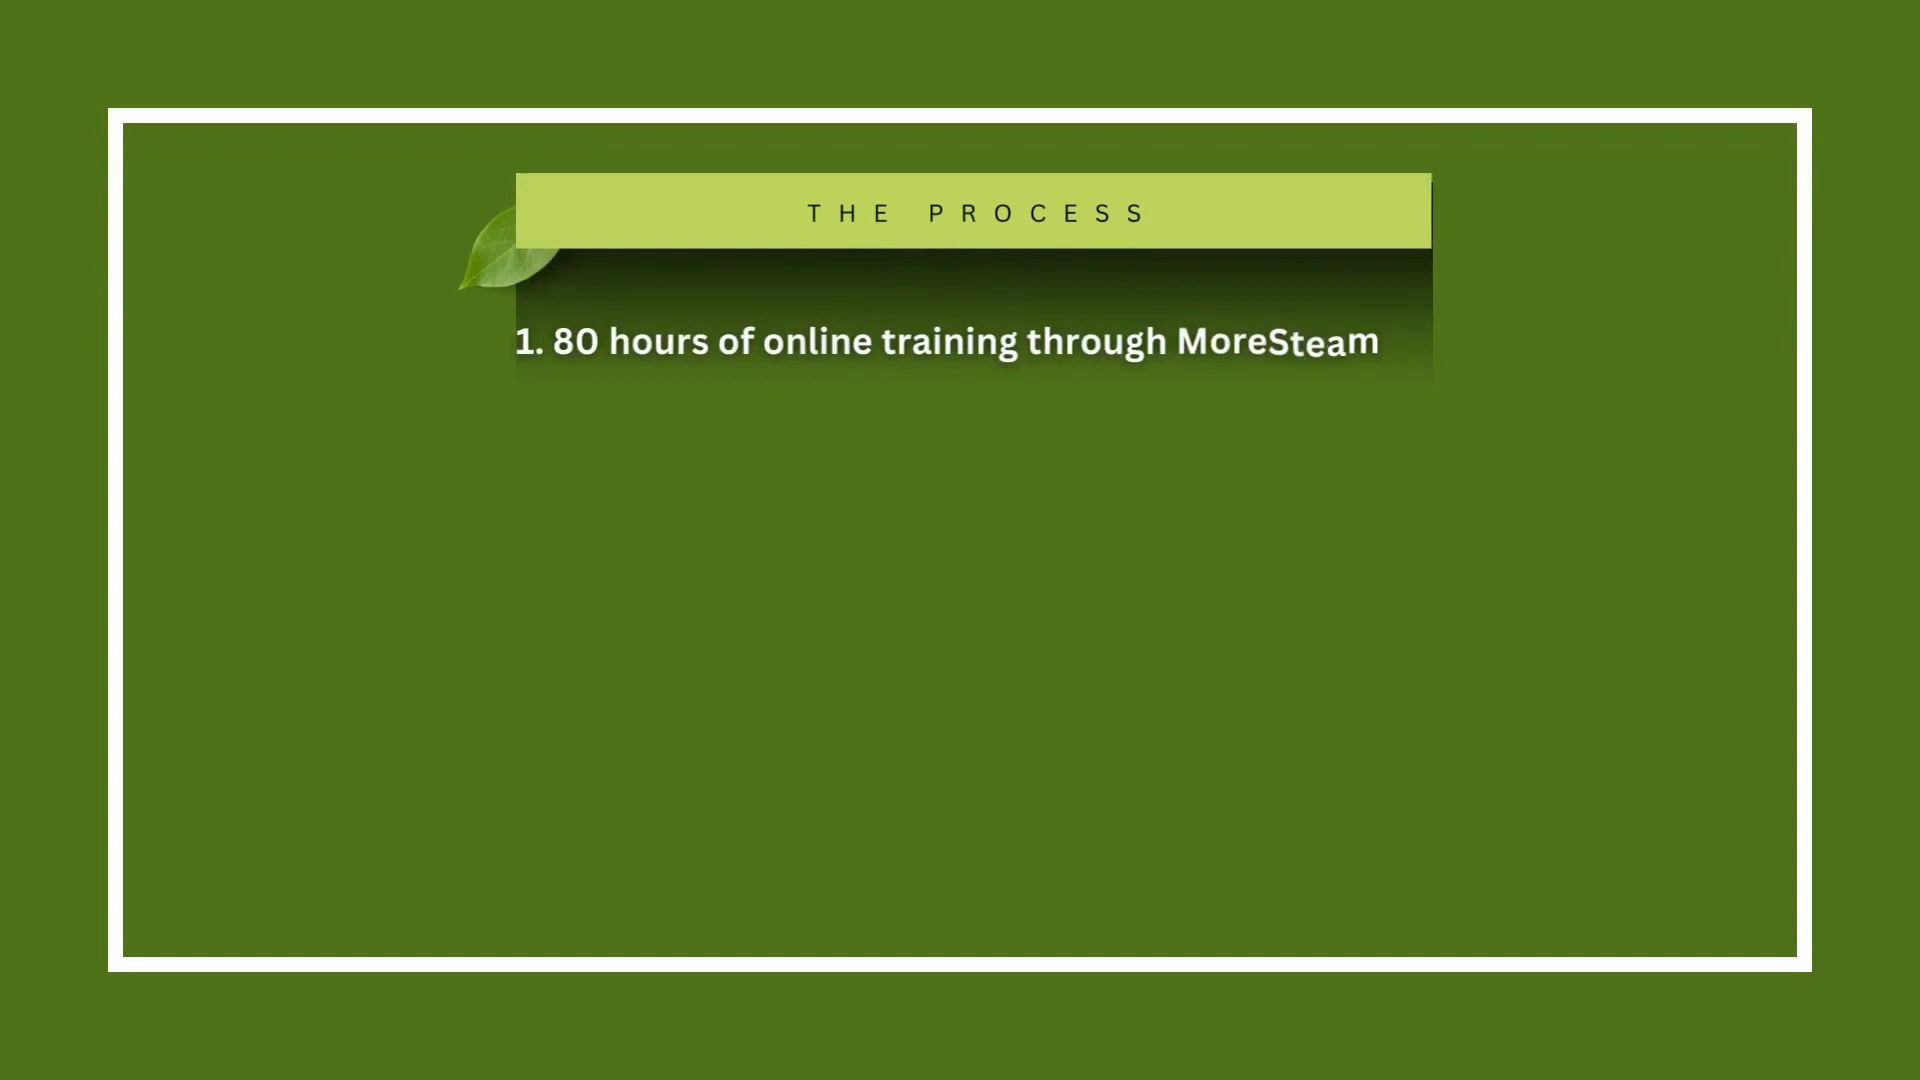 THE PROCESS
1. 80 hours of online training through MoreSteam